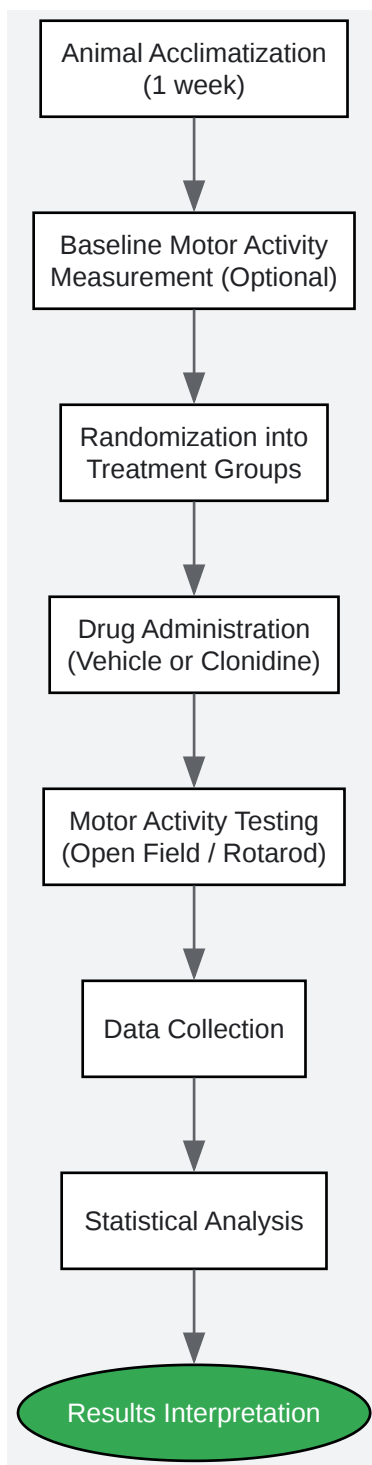 Animal Acclimatization
(1 week)
Baseline Motor Activity
Measurement (Optional)
Randomization into
Treatment Groups
Drug Administration
(Vehicle or Clonidine)
Motor Activity Testing
(Open Field / Rotarod)
Data Collection
Statistical Analysis
Results Interpretation